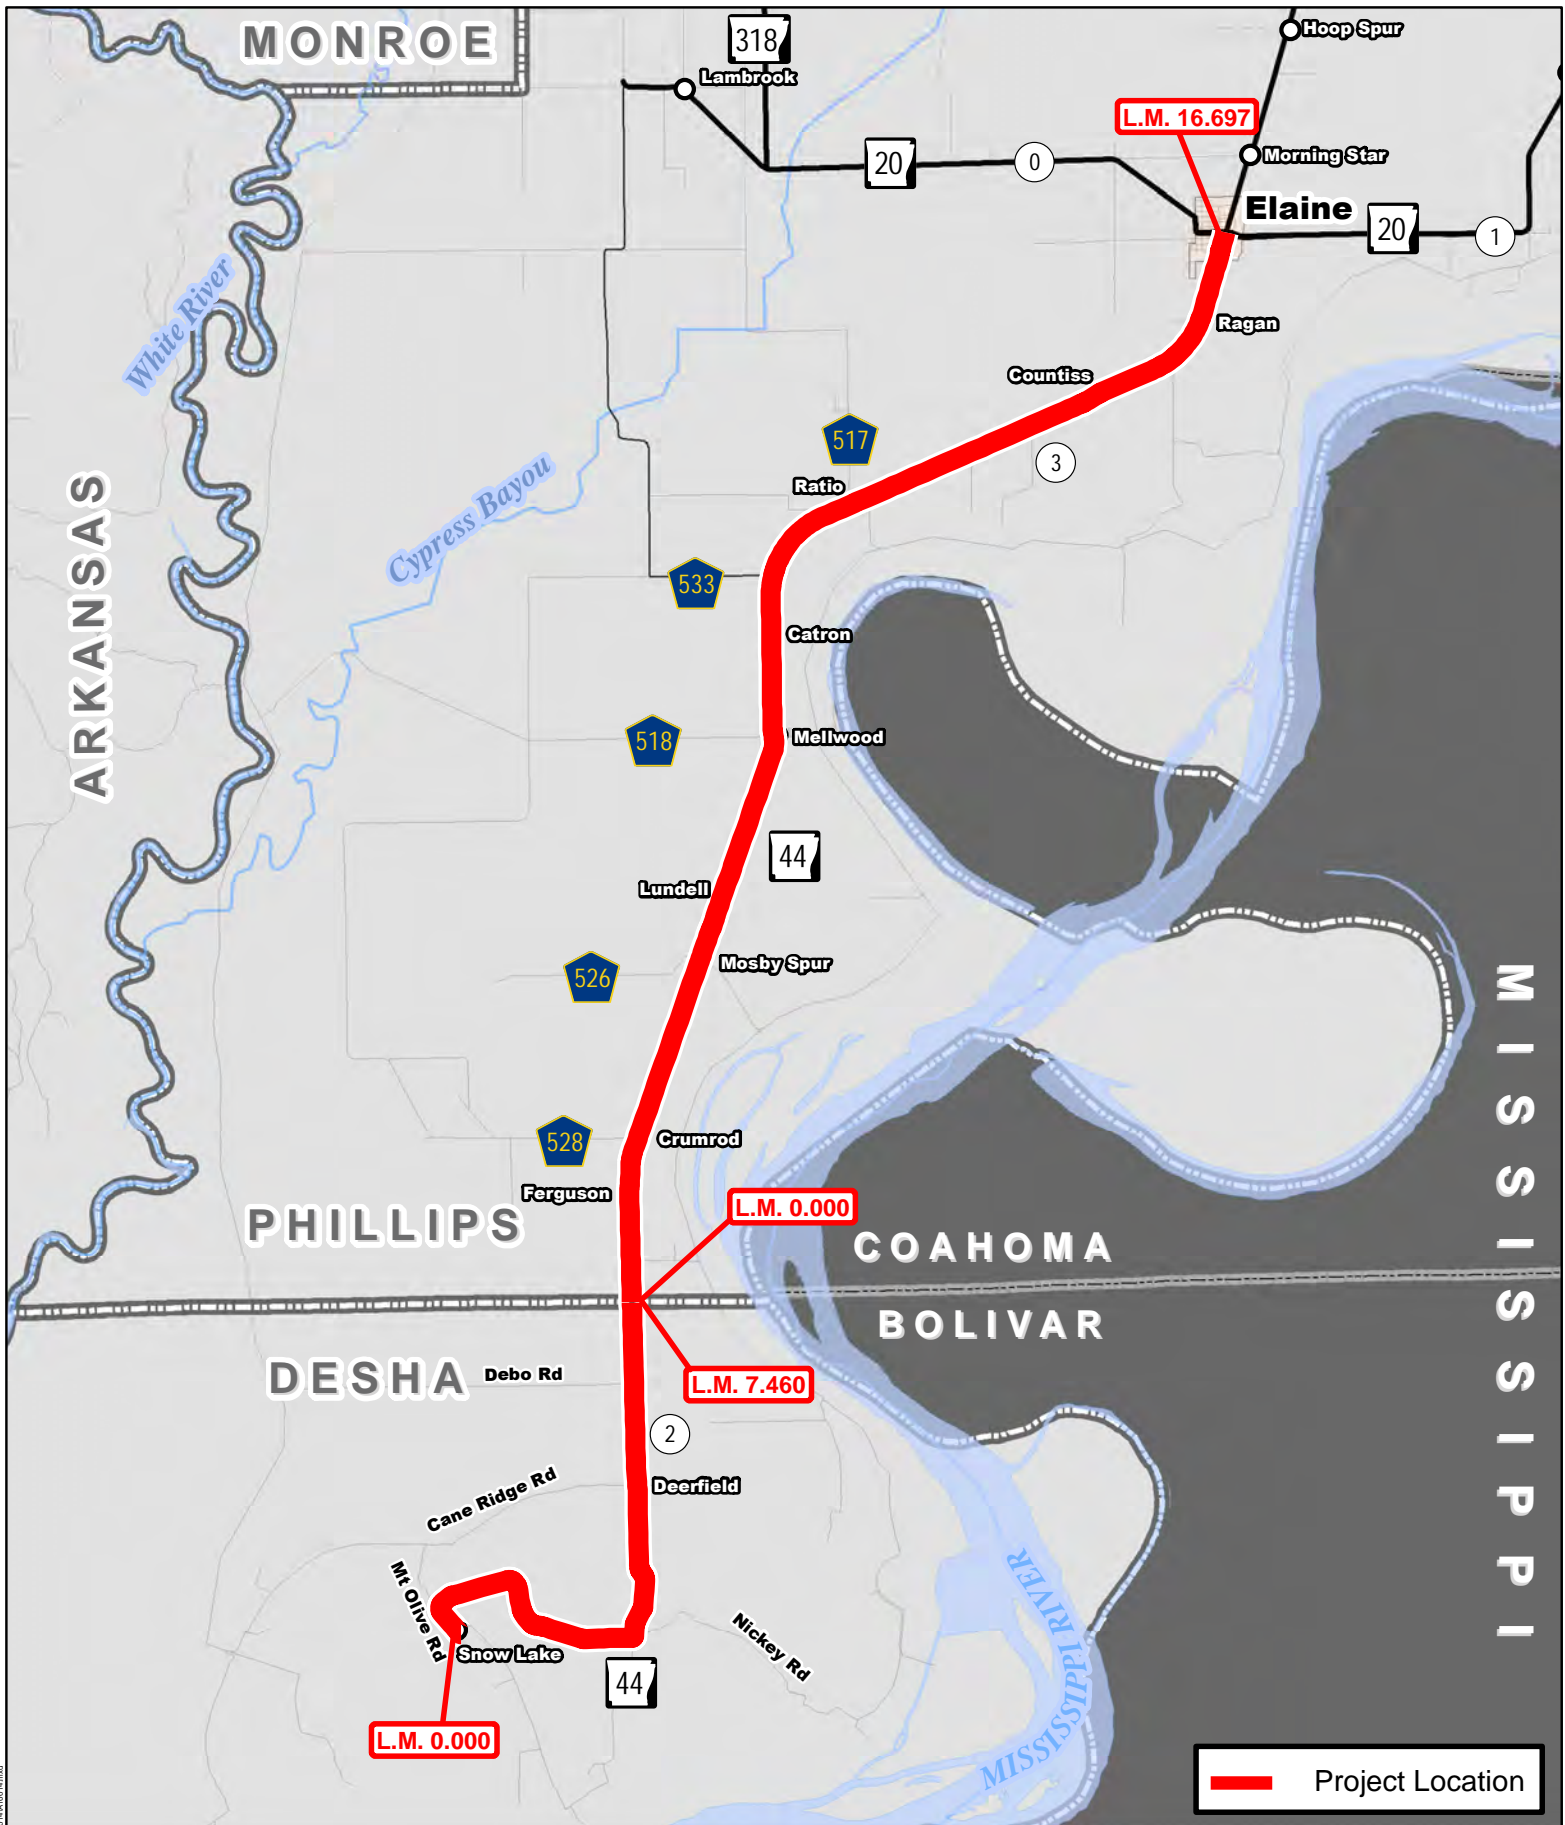 MONROE
318
Hoop Spur
Lambrook
L.M. 16.697
20
0
Morning Star
Elaine
20
1
White River
Ragan
Countiss
517
3
Ratio
ARKANSAS
Cypress Bayou
533
Catron
518
Mellwood
44
Lundell
Mosby Spur
526
MISSISSIPPI
528
Crumrod
Ferguson
L.M. 0.000
PHILLIPS
COAHOMA
BOLIVAR
DESHA
Debo Rd
L.M. 7.460
2
Deerfield
Cane Ridge Rd
Mt Olive Rd
Snow Lake
Nickey Rd
44
MISSISSIPPI RIVER
L.M. 0.000
Project Location